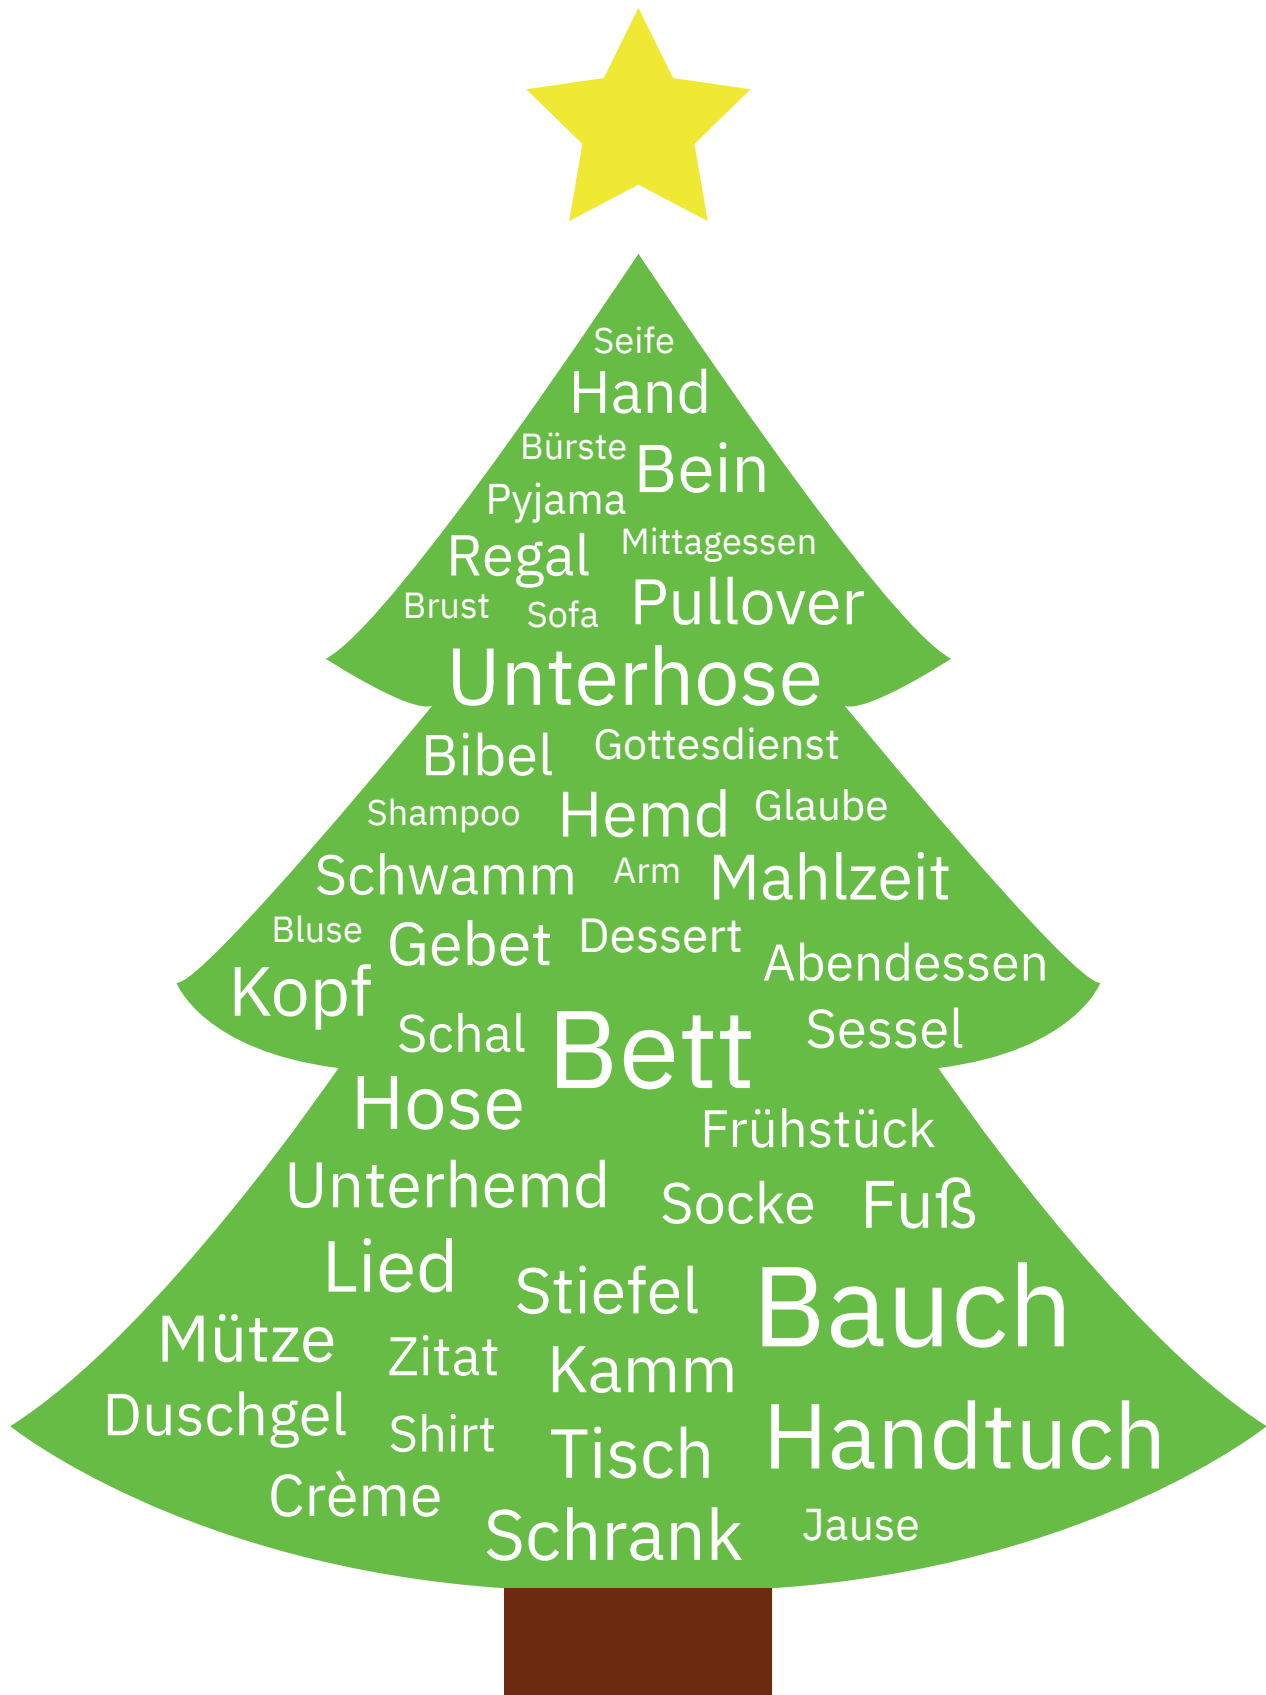 Seife
Hand
Bürste
Bein
Pyjama
Mittagessen
Regal
Pullover
Brust
Sofa
Unterhose
Bibel
Gottesdienst
Shampoo
Hemd
Glaube
Schwamm
Arm
Mahlzeit
Bluse
Gebet
Dessert
Abendessen
Kopf
Schal
Bett
Sessel
Hose
Frühstück
Unterhemd
Socke
Fuß
Lied
Stiefel
Bauch
Mütze
Zitat
Kamm
Duschgel
Shirt
Tisch
Handtuch
Crème
Schrank
Jause